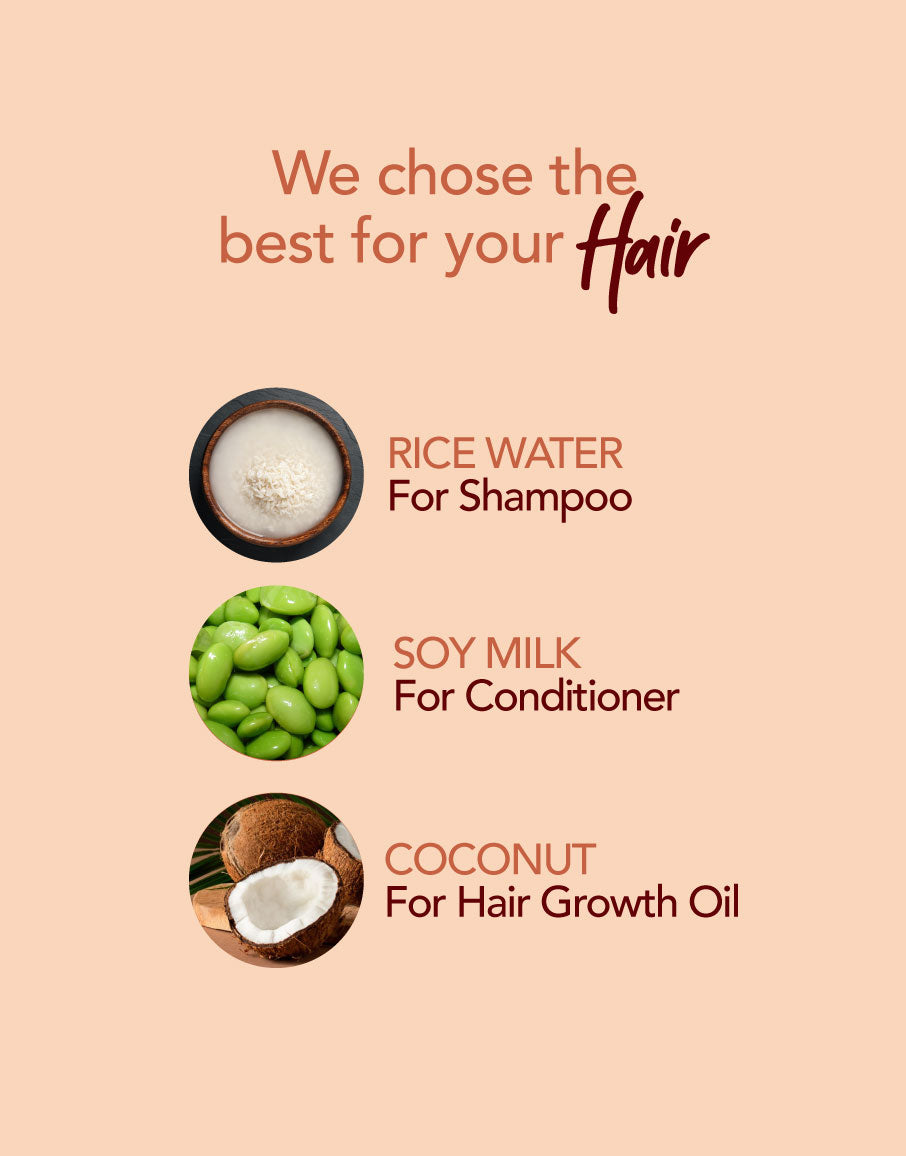 We chose the
best for your Hair
RICE WATER
For Shampoo
SOY MILK
For Conditioner
COCONUT
For Hair Growth Oil